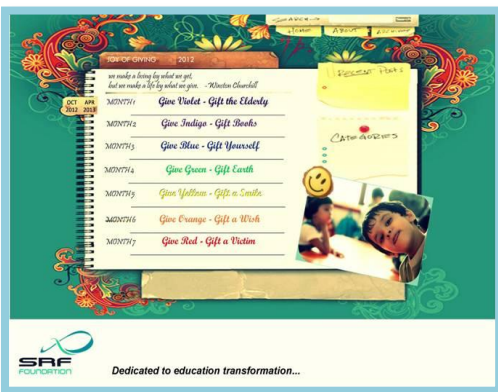 SEARCH
HOME ABOUT ACCOUNT
JOY OF GIVING 2012
we make a living by what we get,
but we make a life by what we give. -Winston Churchill
OCT APR
2012 2013
MONTH1 Give Violet - Gift the Elderly
MONTH2 Give Indigo - Gift Books
MONTH3 Give Blue - Gift Yourself
MONTH4 Give Green - Gift Earth
MONTH5 Give Yellow - Gift a Smile
MONTH6 Give Orange - Gift a Wish
MONTH7 Give Red - Gift a Victim
RECENT POSTS
CATEGORIES
SRF
FOUNDATION
Dedicated to education transformation...